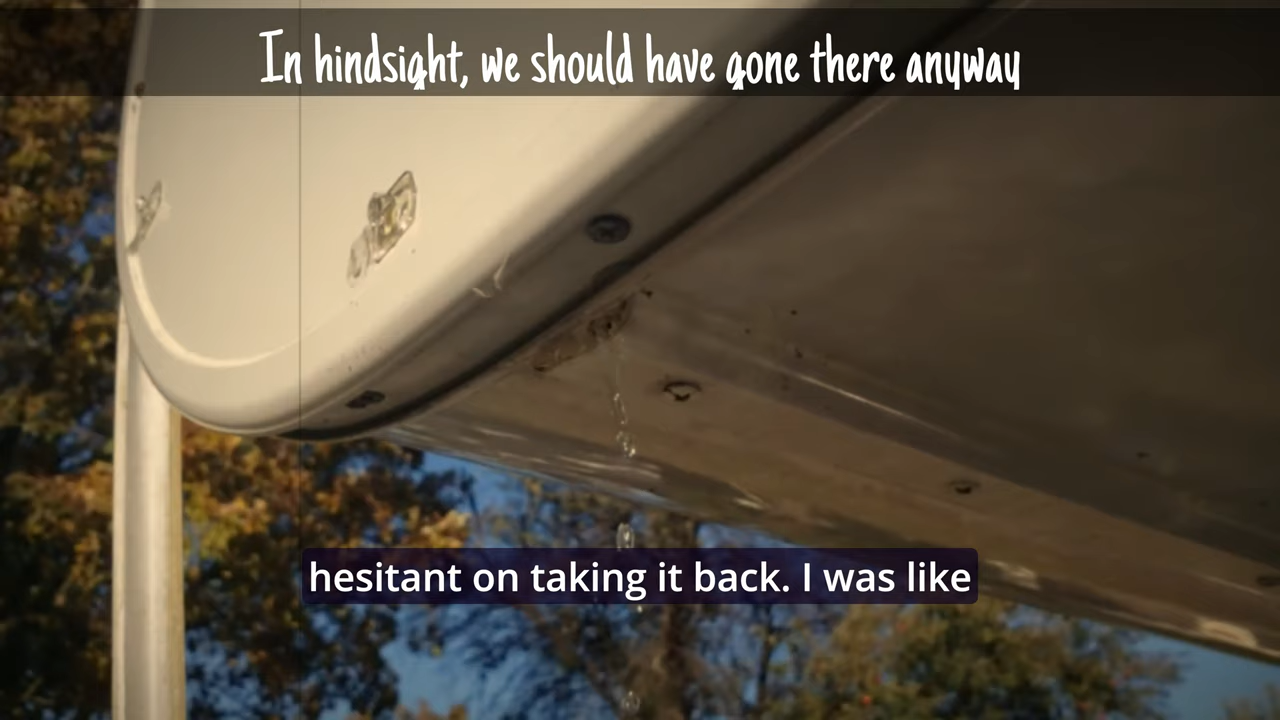 In hindsight, we should have gone there anyway
hesitant on taking it back. I was like